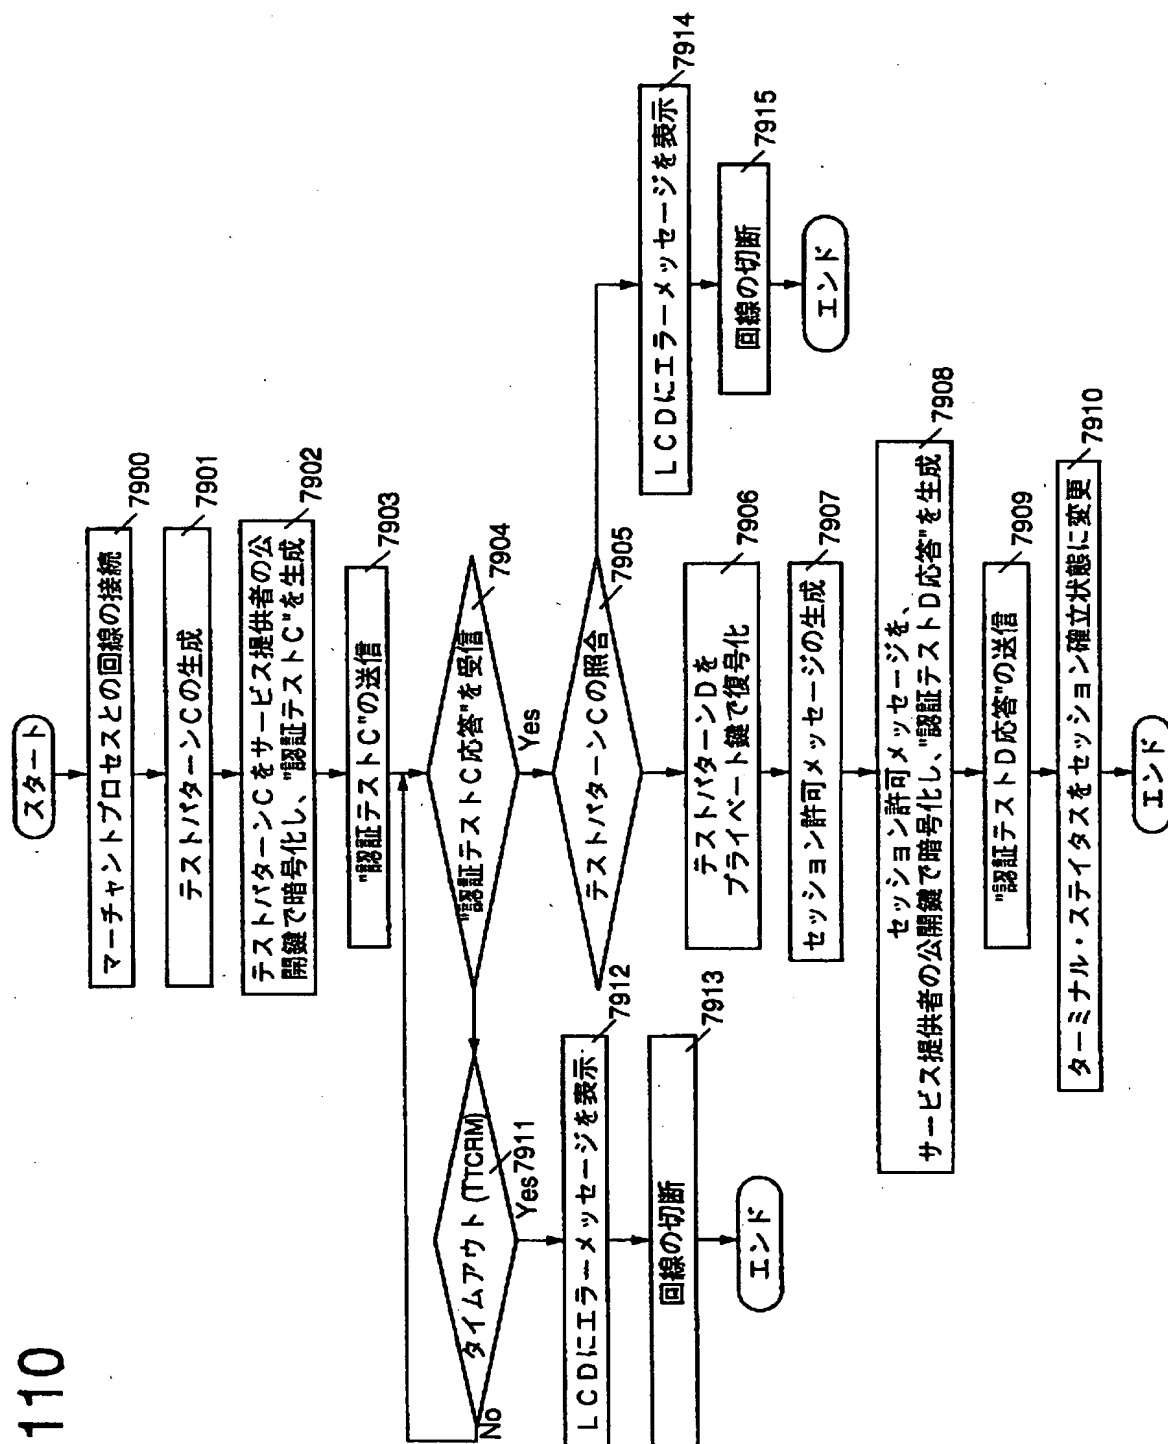 110
スタート
マーチャントプロセスとの回線の接続
7900
テストパターンCの生成
7901
テストパターンCをサービス提供者の公
開鍵で暗号化し、"認証テストC"を生成
7902
"認証テストC"の送信
7903
"認証テストC応答"を受信
7904
Yes
タイムアウト(TTCRM)
7911
Yes
No
LCDにエラーメッセージを表示
7912
回線の切断
7913
エンド
テストパターンCの照合
7905
LCDにエラーメッセージを表示
7914
回線の切断
7915
エンド
テストパターンDを
プライベート鍵で復号化
7906
セッション許可メッセージの生成
7907
セッション許可メッセージを、
サービス提供者の公開鍵で暗号化し、"認証テストD応答"を生成
7908
"認証テストD応答"の送信
7909
ターミナル・ステイタスをセッション確立状態に変更
7910
エンド